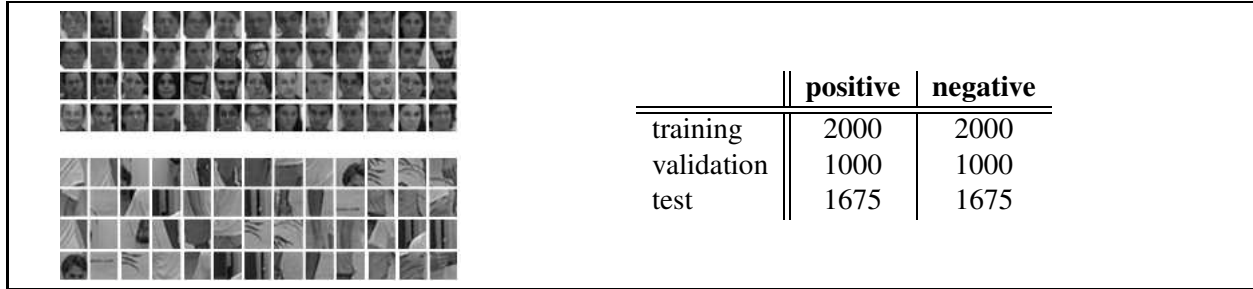 positive negative
training 2000 2000
validation 1000 1000
test 1675 1675